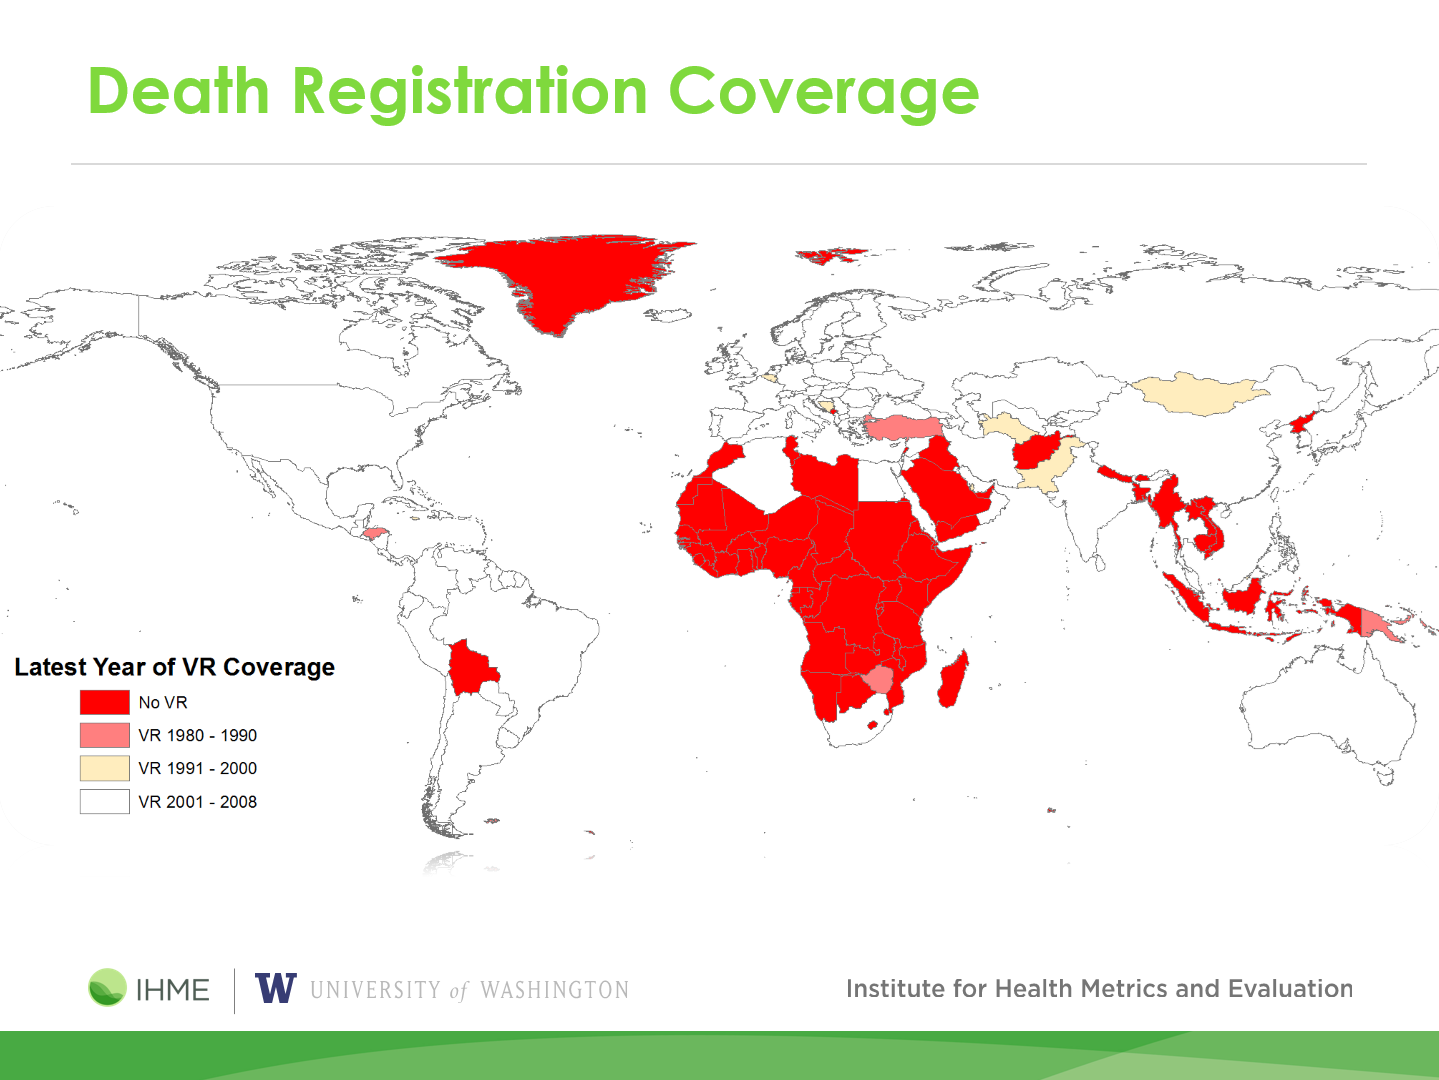 Death Registration Coverage
Latest Year of VR Coverage
No VR
VR 1980 - 1990
VR 1991 - 2000
VR 2001 - 2008
IHME
W UNIVERSITY of WASHINGTON
Institute for Health Metrics and Evaluation